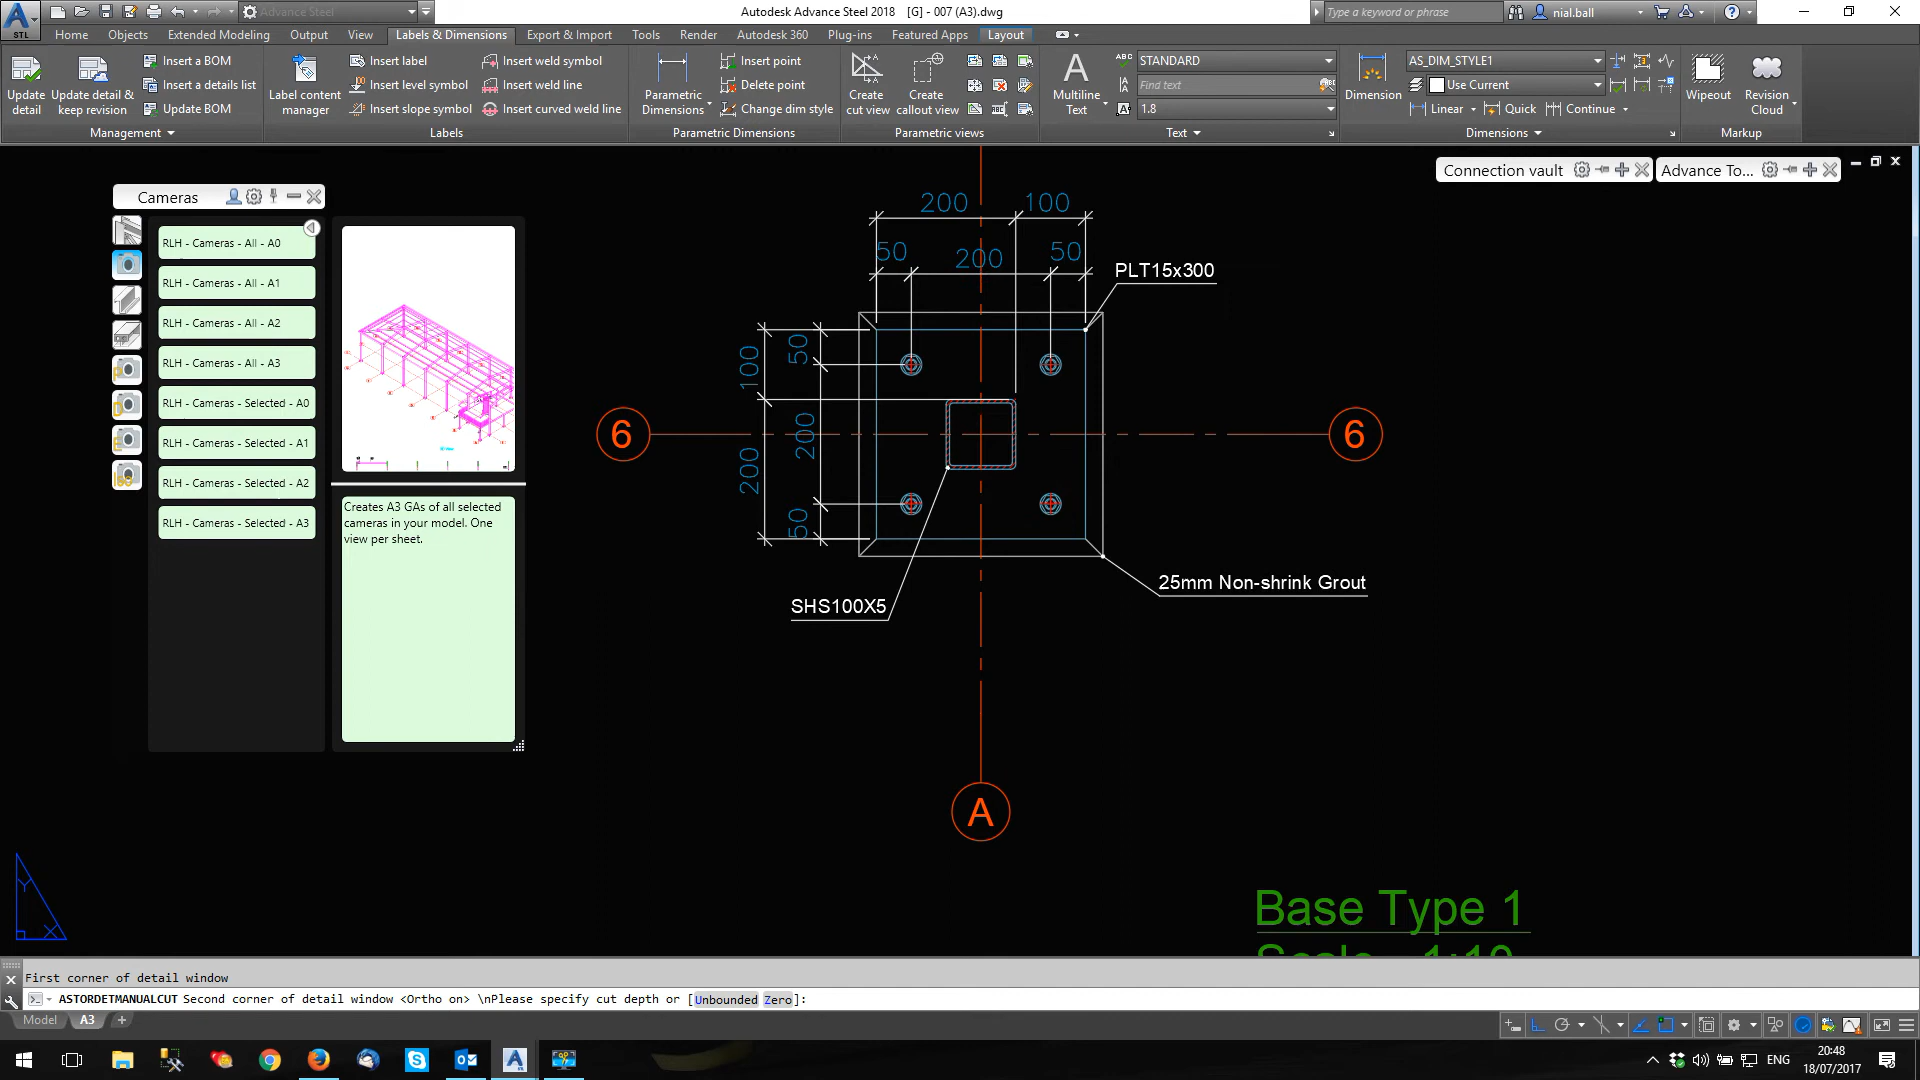 STL
Advance Steel
Autodesk Advance Steel 2018 [G] - 007 (A3).dwg
Type a keyword or phrase
nial.ball
Home
Objects
Extended Modeling
Output
View
Labels & Dimensions
Export & Import
Tools
Render
Autodesk 360
Plug-ins
Featured Apps
Layout
Update detail
Update detail & keep revision
Insert a BOM
Insert a details list
Update BOM
Management
Label content manager
Insert label
Insert level symbol
Insert slope symbol
Insert weld symbol
Insert weld line
Insert curved weld line
Labels
Parametric Dimensions
Insert point
Delete point
Change dim style
Parametric Dimensions
Create cut view
Create callout view
Parametric views
Multiline Text
STANDARD
Find text
1.8
Text
Dimension
AS_DIM_STYLE1
Use Current
Linear
Quick
Continue
Dimensions
Wipeout
Revision Cloud
Markup
Connection vault
Advance To...
Cameras
RLH - Cameras - All - A0
RLH - Cameras - All - A1
RLH - Cameras - All - A2
RLH - Cameras - All - A3
RLH - Cameras - Selected - A0
RLH - Cameras - Selected - A1
RLH - Cameras - Selected - A2
RLH - Cameras - Selected - A3
Creates A3 GAs of all selected
cameras in your model. One
view per sheet.
200
100
50
200
50
PLT15x300
100
50
200
200
50
6
6
SHS100X5
25mm Non-shrink Grout
A
Base Type 1
Scale - 1:10
Y
X
First corner of detail window
ASTORDETMANUALCUT Second corner of detail window <Ortho on> \nPlease specify cut depth or [Unbounded Zero]:
Model
A3
ENG
20:48
18/07/2017